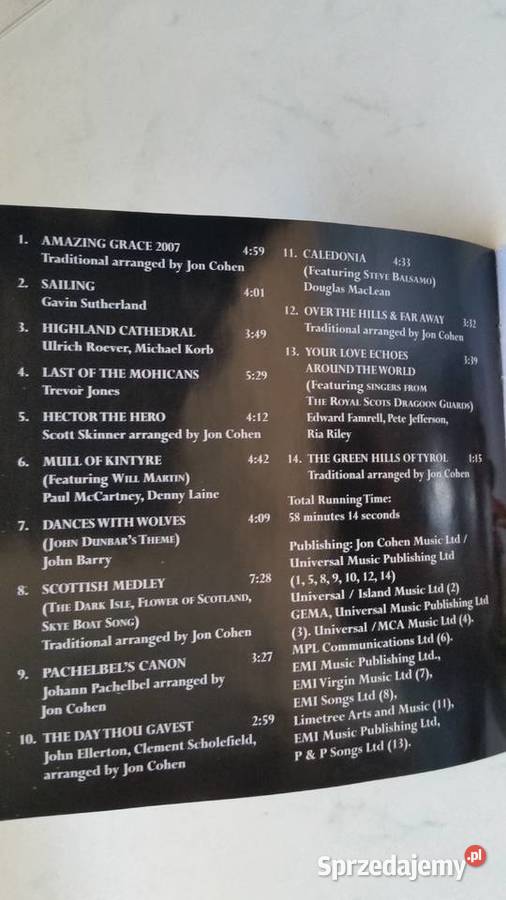 1. AMAZING GRACE 2007 4:59
Traditional arranged by Jon Cohen
2. SAILING 4:01
Gavin Sutherland
3. HIGHLAND CATHEDRAL 3:49
Ulrich Roever, Michael Korb
4. LAST OF THE MOHICANS 5:29
Trevor Jones
5. HECTOR THE HERO 4:12
Scott Skinner arranged by Jon Cohen
6. MULL OF KINTYRE 4:42
(Featuring WILL MARTIN)
Paul McCartney, Denny Laine
7. DANCES WITH WOLVES 4:09
(JOHN DUNBAR'S THEME)
John Barry
8. SCOTTISH MEDLEY 7:28
(THE DARK ISLE, FLOWER OF SCOTLAND,
SKYE BOAT SONG)
Traditional arranged by Jon Cohen
9. PACHELBEL'S CANON 3:27
Johann Pachelbel arranged by
Jon Cohen
10. THE DAY THOU GAVEST 2:59
John Ellerton, Clement Scholefield,
arranged by Jon Cohen
11. CALEDONIA 4:33
(Featuring STEVE BALSAMO)
Douglas MacLean
12. OVER THE HILLS & FAR AWAY 3:32
Traditional arranged by Jon Cohen
13. YOUR LOVE ECHOES 3:39
AROUND THE WORLD
(Featuring SINGERS FROM
THE ROYAL SCOTS DRAGOON GUARDS)
Edward Famrell, Pete Jefferson,
Ria Riley
14. THE GREEN HILLS OF TYROL 1:15
Traditional arranged by Jon Cohen
Total Running Time:
58 minutes 14 seconds
Publishing: Jon Cohen Music Ltd /
Universal Music Publishing Ltd
(1, 5, 8, 9, 10, 12, 14)
Universal / Island Music Ltd (2)
GEMA, Universal Music Publishing Ltd
(3). Universal /MCA Music Ltd (4).
MPL Communications Ltd (6).
EMI Music Publishing Ltd.,
EMI Virgin Music Ltd (7),
EMI Songs Ltd (8),
Limetree Arts and Music (11),
EMI Music Publishing Ltd,
P & P Songs Ltd (13).
Sprzedajemy.pl